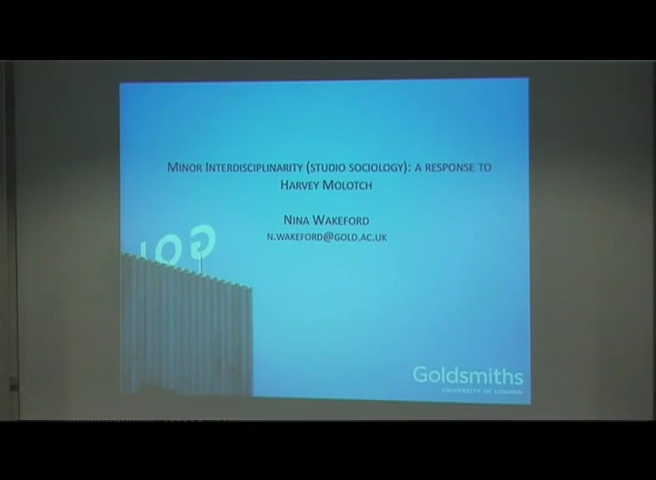 MINOR INTERDISCIPLINARITY (STUDIO SOCIOLOGY): A RESPONSE TO
HARVEY MOLOTCH
NINA WAKEFORD
N.WAKEFORD@GOLD.AC.UK
Goldsmiths
UNIVERSITY OF LONDON